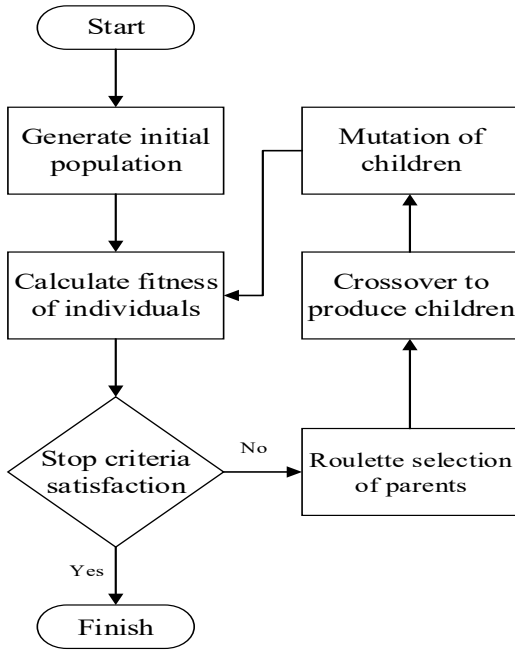 Start
Generate initial
population
Calculate fitness
of individuals
Stop criteria
satisfaction
No
Yes
Finish
Mutation of
children
Crossover to
produce children
Roulette selection
of parents